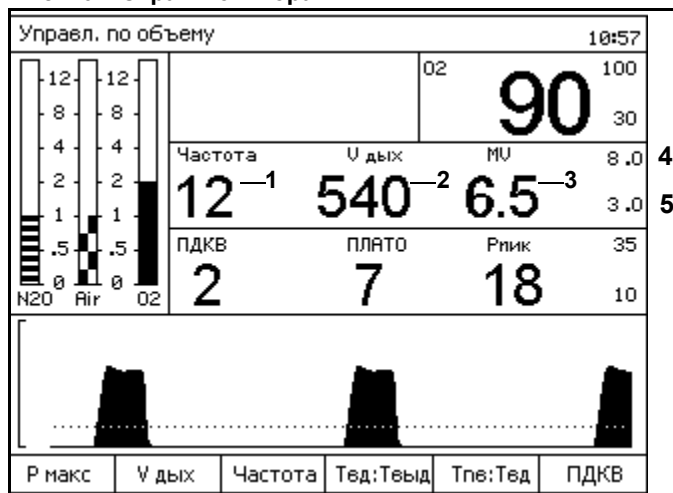 Управл. по объему 10:57
12 12
8 8
4 4
2 2
1 1
.5 .5
0 0
N2O Air O2
O2 90 100
30
Частота V дых MV 8.0 4
12 —1 540 —2 6.5 —3 3.0 5
ПДКВ ПЛАТО Рпик 35
2 7 18 10
Р макс V дых Частота Твд:Твыд Тпв:Твд ПДКВ